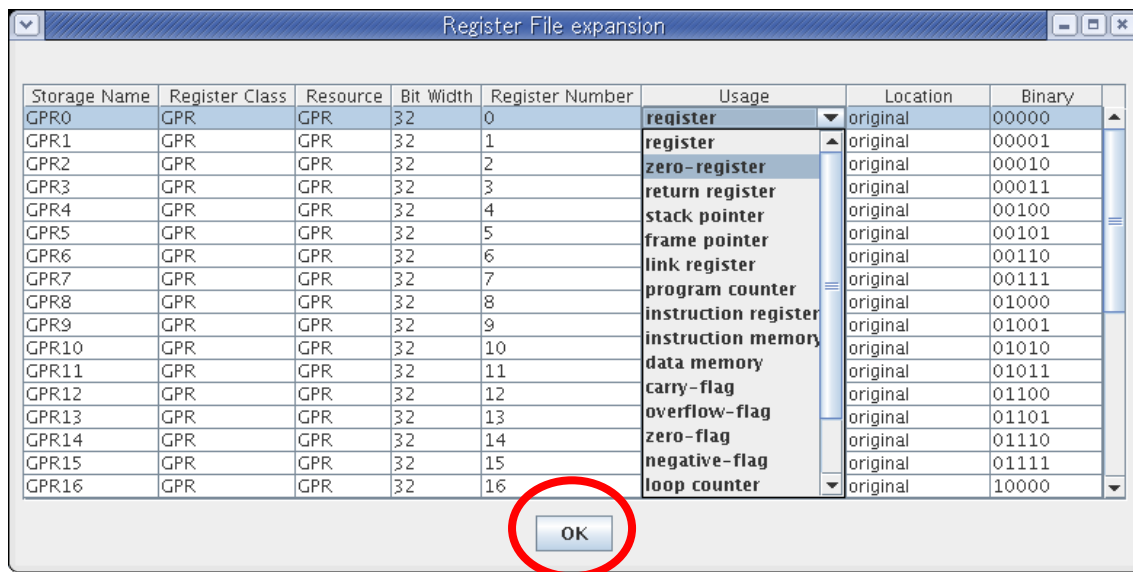 Register File expansion
Storage Name Register Class Resource Bit Width Register Number Usage Location Binary
GPR0 GPR GPR 32 0 register original 00000
GPR1 GPR GPR 32 1 register original 00001
GPR2 GPR GPR 32 2 zero-register original 00010
GPR3 GPR GPR 32 3 return register original 00011
GPR4 GPR GPR 32 4 stack pointer original 00100
GPR5 GPR GPR 32 5 frame pointer original 00101
GPR6 GPR GPR 32 6 link register original 00110
GPR7 GPR GPR 32 7 program counter original 00111
GPR8 GPR GPR 32 8 instruction register original 01000
GPR9 GPR GPR 32 9 instruction memory original 01001
GPR10 GPR GPR 32 10 data memory original 01010
GPR11 GPR GPR 32 11 carry-flag original 01011
GPR12 GPR GPR 32 12 overflow-flag original 01100
GPR13 GPR GPR 32 13 zero-flag original 01101
GPR14 GPR GPR 32 14 negative-flag original 01110
GPR15 GPR GPR 32 15 loop counter original 01111
GPR16 GPR GPR 32 16 original 10000
OK